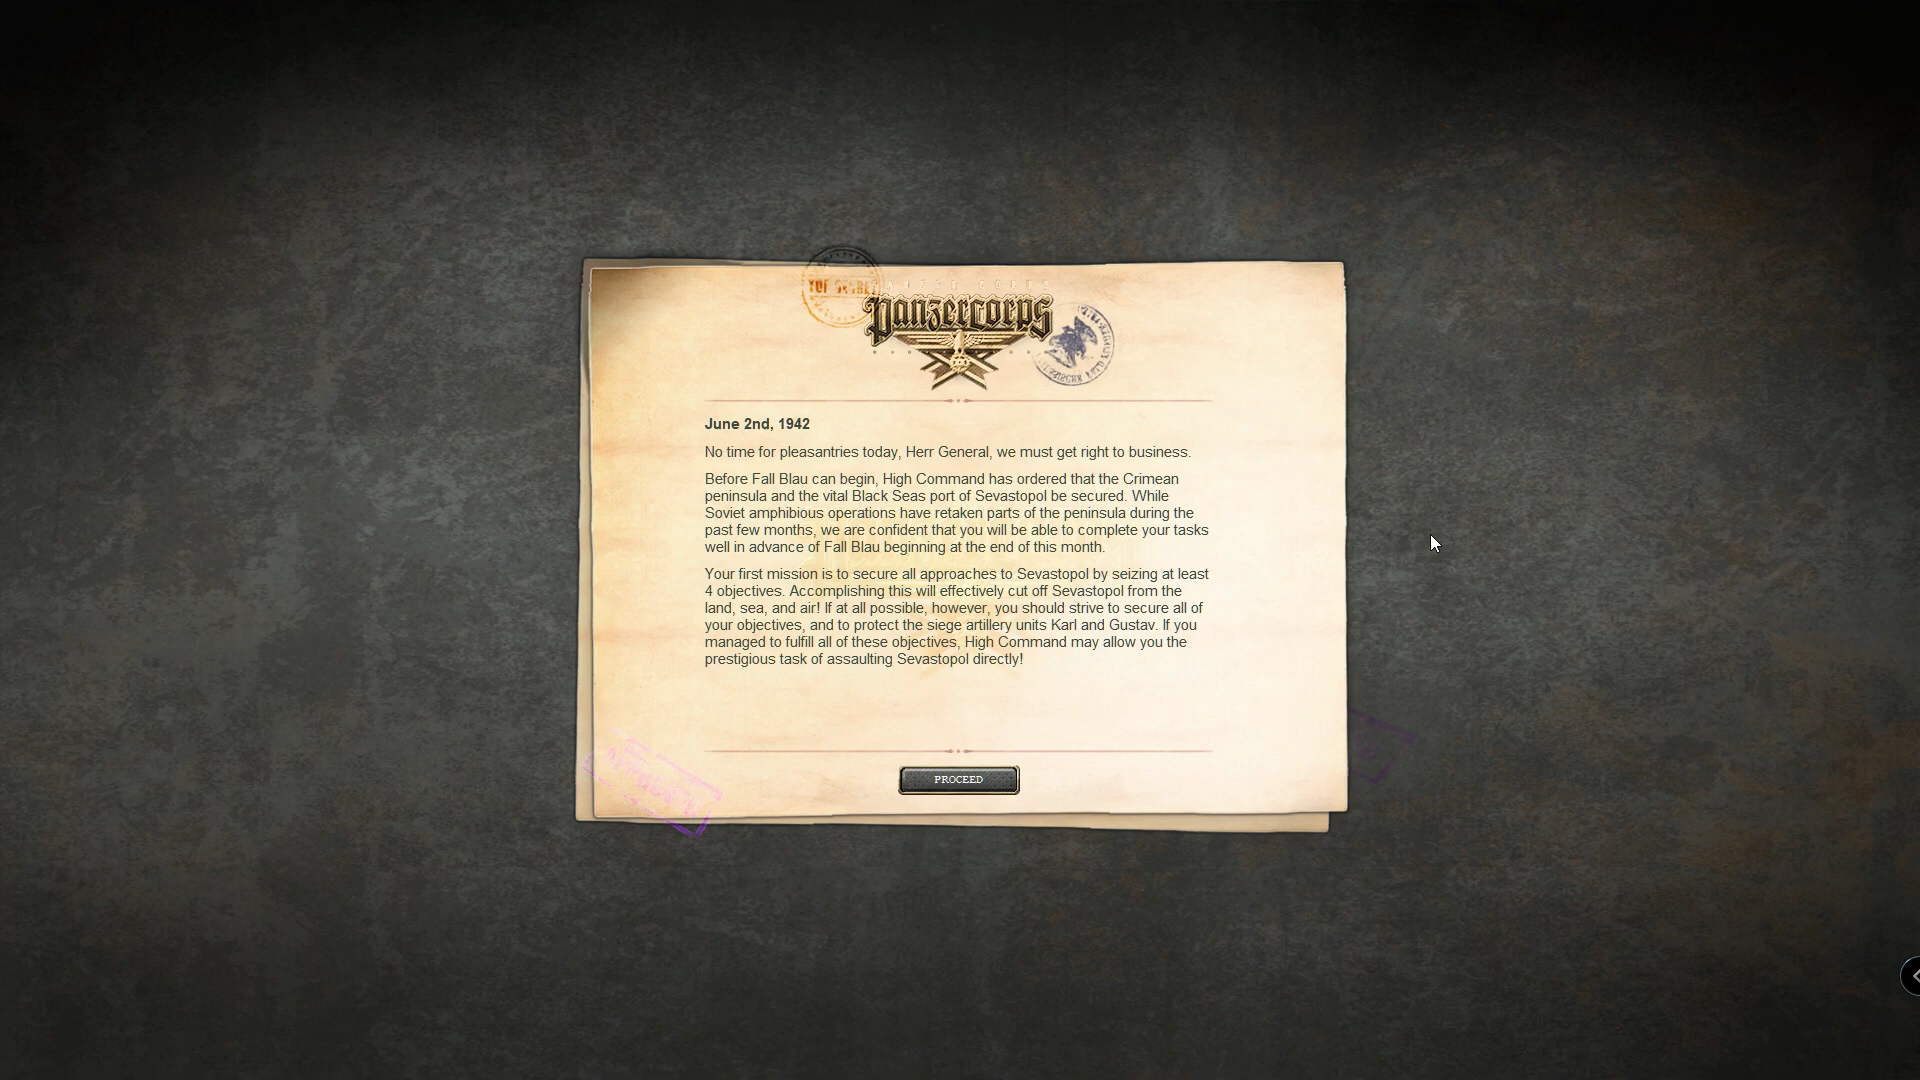 TOP SECRET
panzercorps
June 2nd, 1942
No time for pleasantries today, Herr General, we must get right to business.
Before Fall Blau can begin, High Command has ordered that the Crimean
peninsula and the vital Black Seas port of Sevastopol be secured. While
Soviet amphibious operations have retaken parts of the peninsula during the
past few months, we are confident that you will be able to complete your tasks
well in advance of Fall Blau beginning at the end of this month.
Your first mission is to secure all approaches to Sevastopol by seizing at least
4 objectives. Accomplishing this will effectively cut off Sevastopol from the
land, sea, and air! If at all possible, however, you should strive to secure all of
your objectives, and to protect the siege artillery units Karl and Gustav. If you
managed to fulfill all of these objectives, High Command may allow you the
prestigious task of assaulting Sevastopol directly!
PROCEED